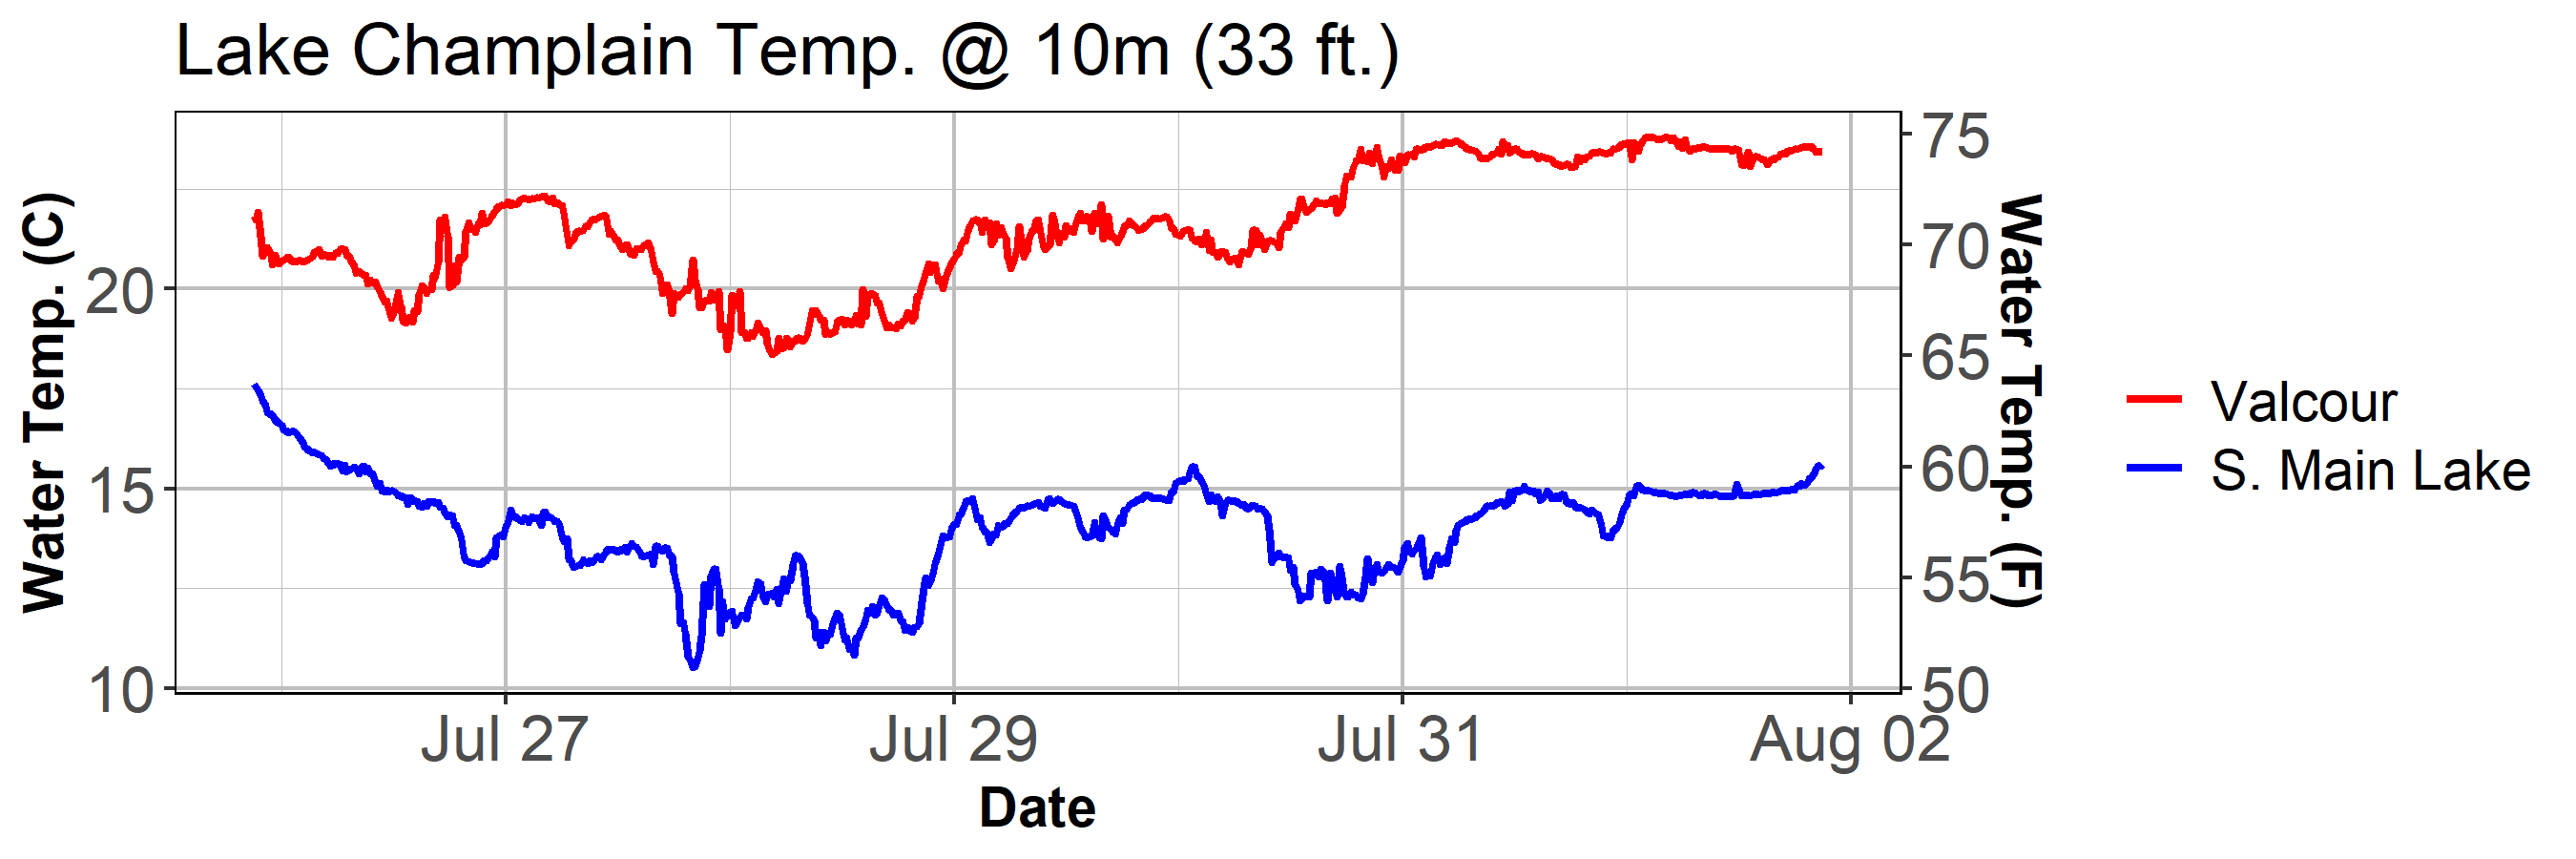 Lake Champlain Temp. @ 10m (33 ft.)
Water Temp. (C)
20
15
10
75
70
65
60
55
50
Water Temp. (F)
Valcour
S. Main Lake
Jul 27
Jul 29
Jul 31
Aug 02
Date